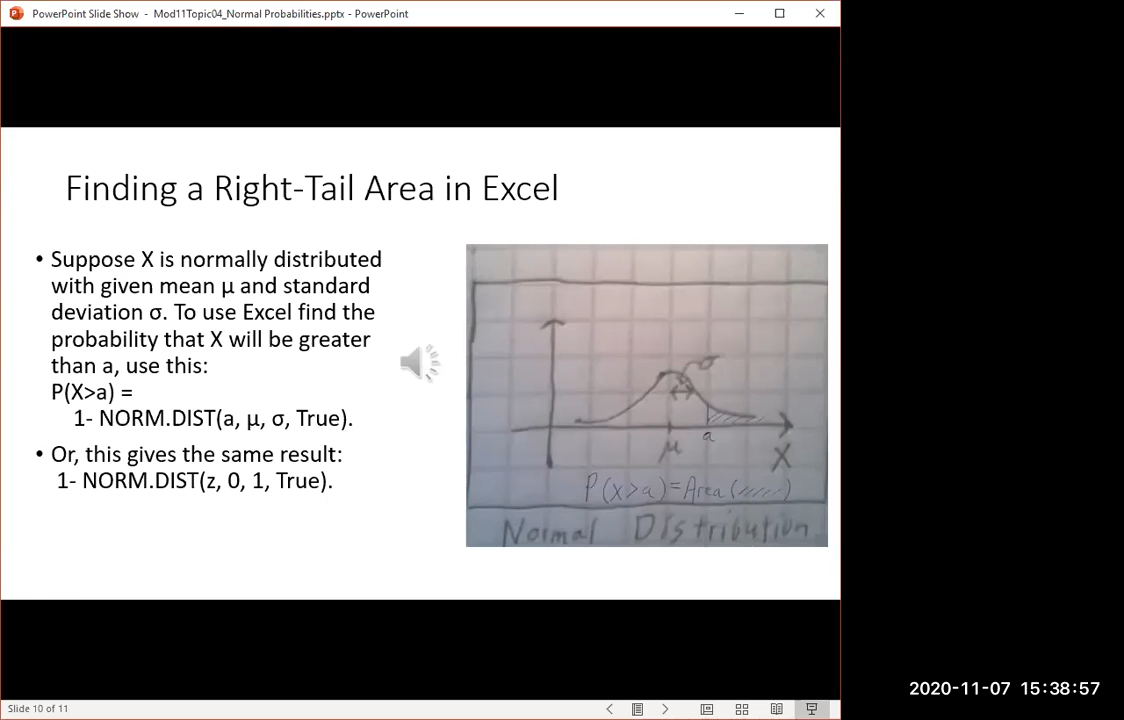 PowerPoint Slide Show - Mod11Topic04_Normal Probabilities.pptx - PowerPoint
Finding a Right-Tail Area in Excel
• Suppose X is normally distributed
with given mean μ and standard
deviation σ. To use Excel find the
probability that X will be greater
than a, use this:
P(X>a) =
1- NORM.DIST(a, μ, σ, True).
• Or, this gives the same result:
1- NORM.DIST(z, 0, 1, True).
σ
μ
a
X
P(X>a)=Area(/////)
Normal Distribution
2020-11-07 15:38:57
Slide 10 of 11